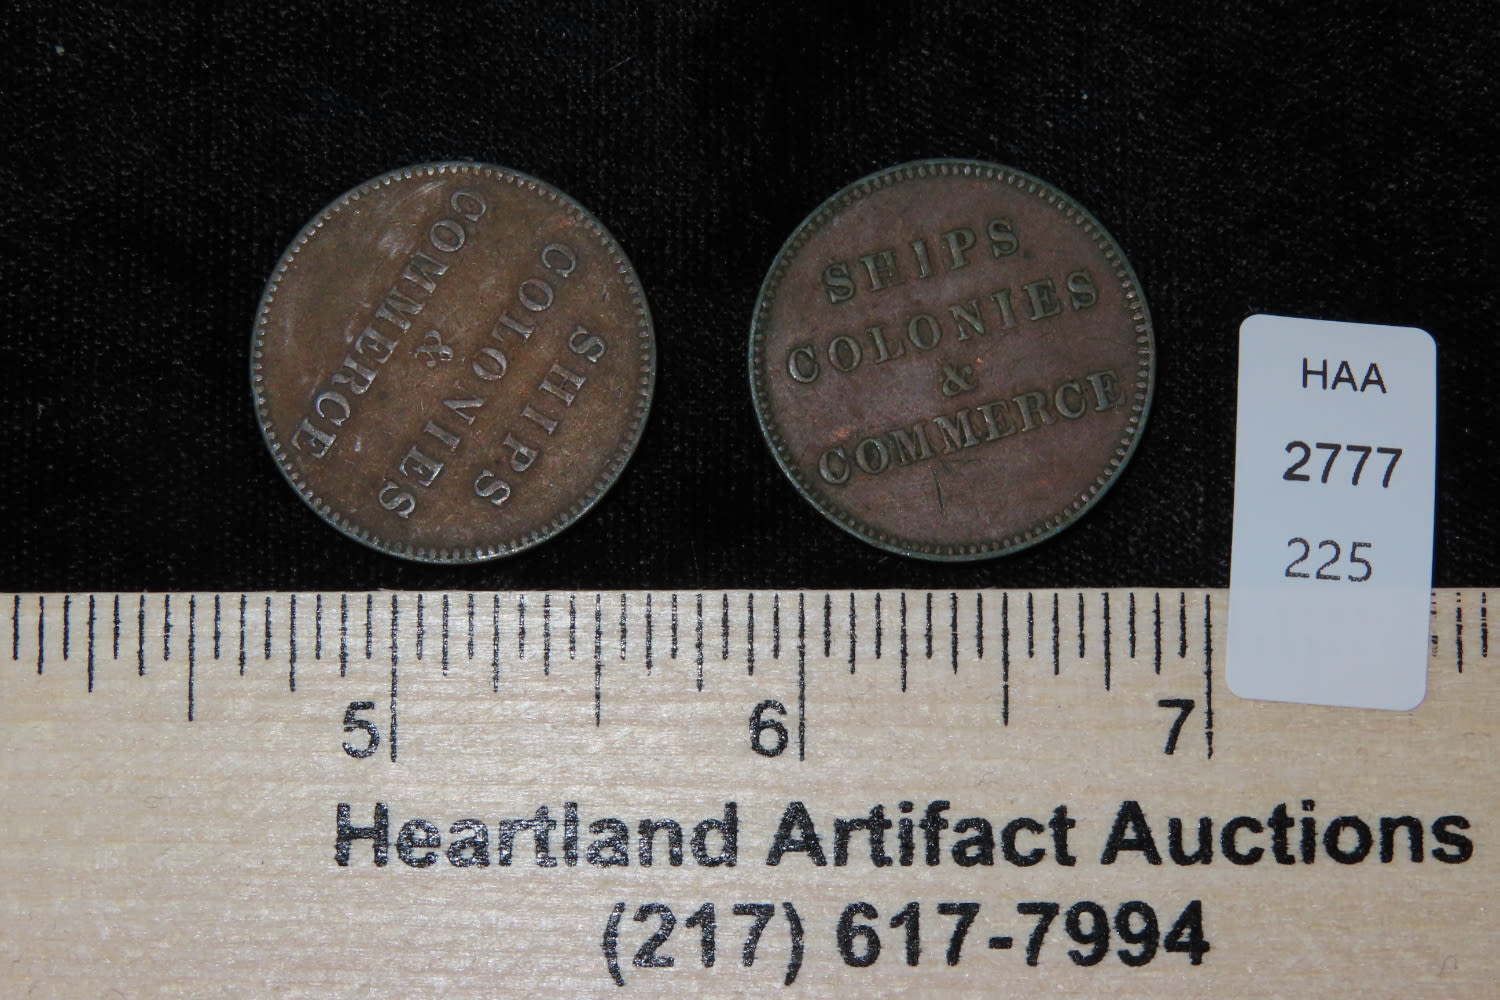 SHIPS
COLONIES
&
COMMERCE
SHIPS
COLONIES
&
COMMERCE
HAA
2777
225
5 6 7
Heartland Artifact Auctions
(217) 617-7994